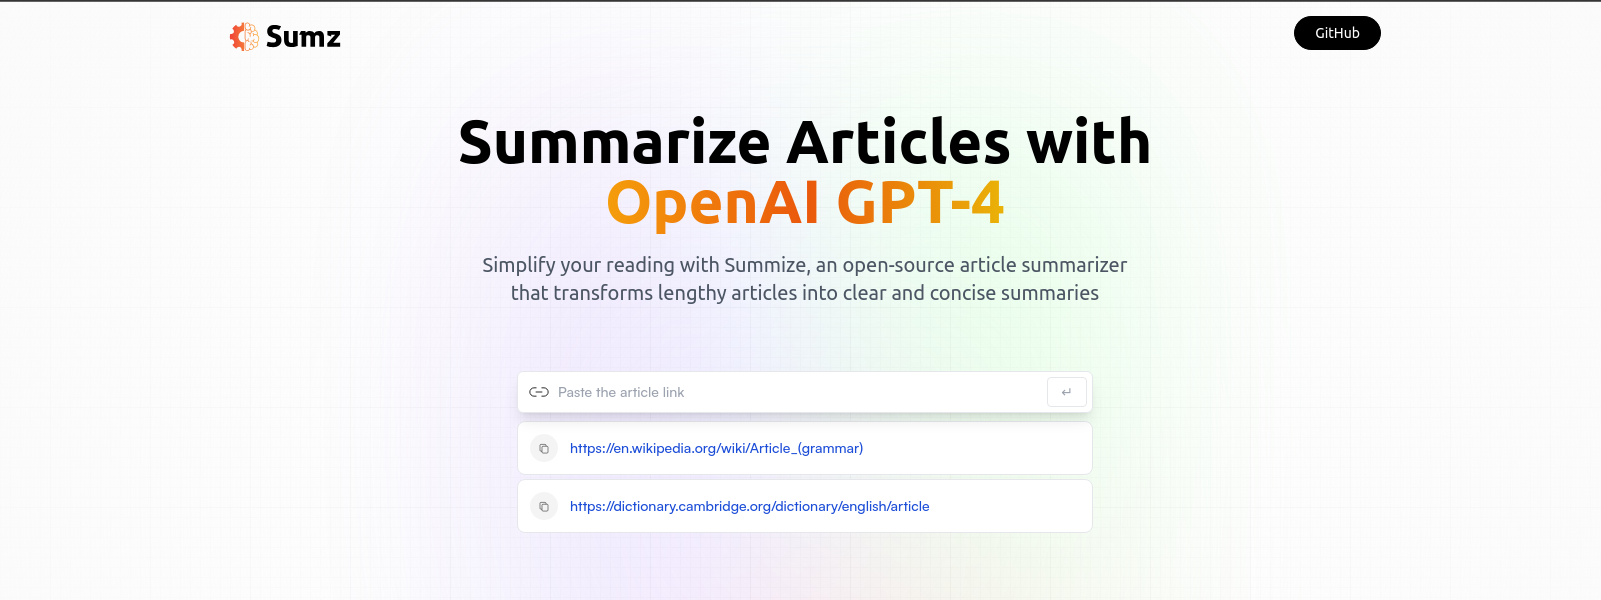 Sumz
GitHub
Summarize Articles with
OpenAI GPT-4
Simplify your reading with Summize, an open-source article summarizer
that transforms lengthy articles into clear and concise summaries
Paste the article link
↵
https://en.wikipedia.org/wiki/Article_(grammar)
https://dictionary.cambridge.org/dictionary/english/article